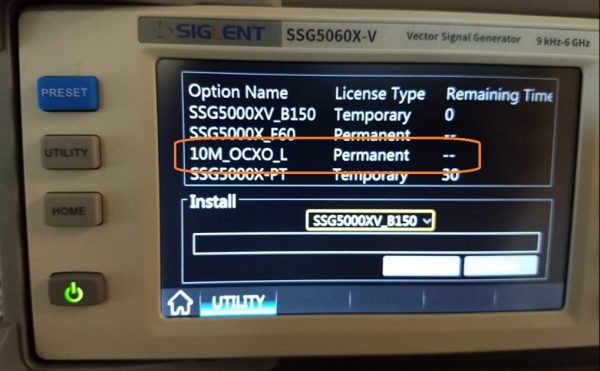 SIGLENT SSG5060X-V Vector Signal Generator 9 kHz-6 GHz
PRESET
UTILITY
HOME
Option Name License Type Remaining Time
SSG5000XV_B150 Temporary 0
SSG5000X_F60 Permanent --
10M_OCXO_L Permanent --
SSG5000X-PT Temporary 30
Install
SSG5000XV_B150
UTILITY